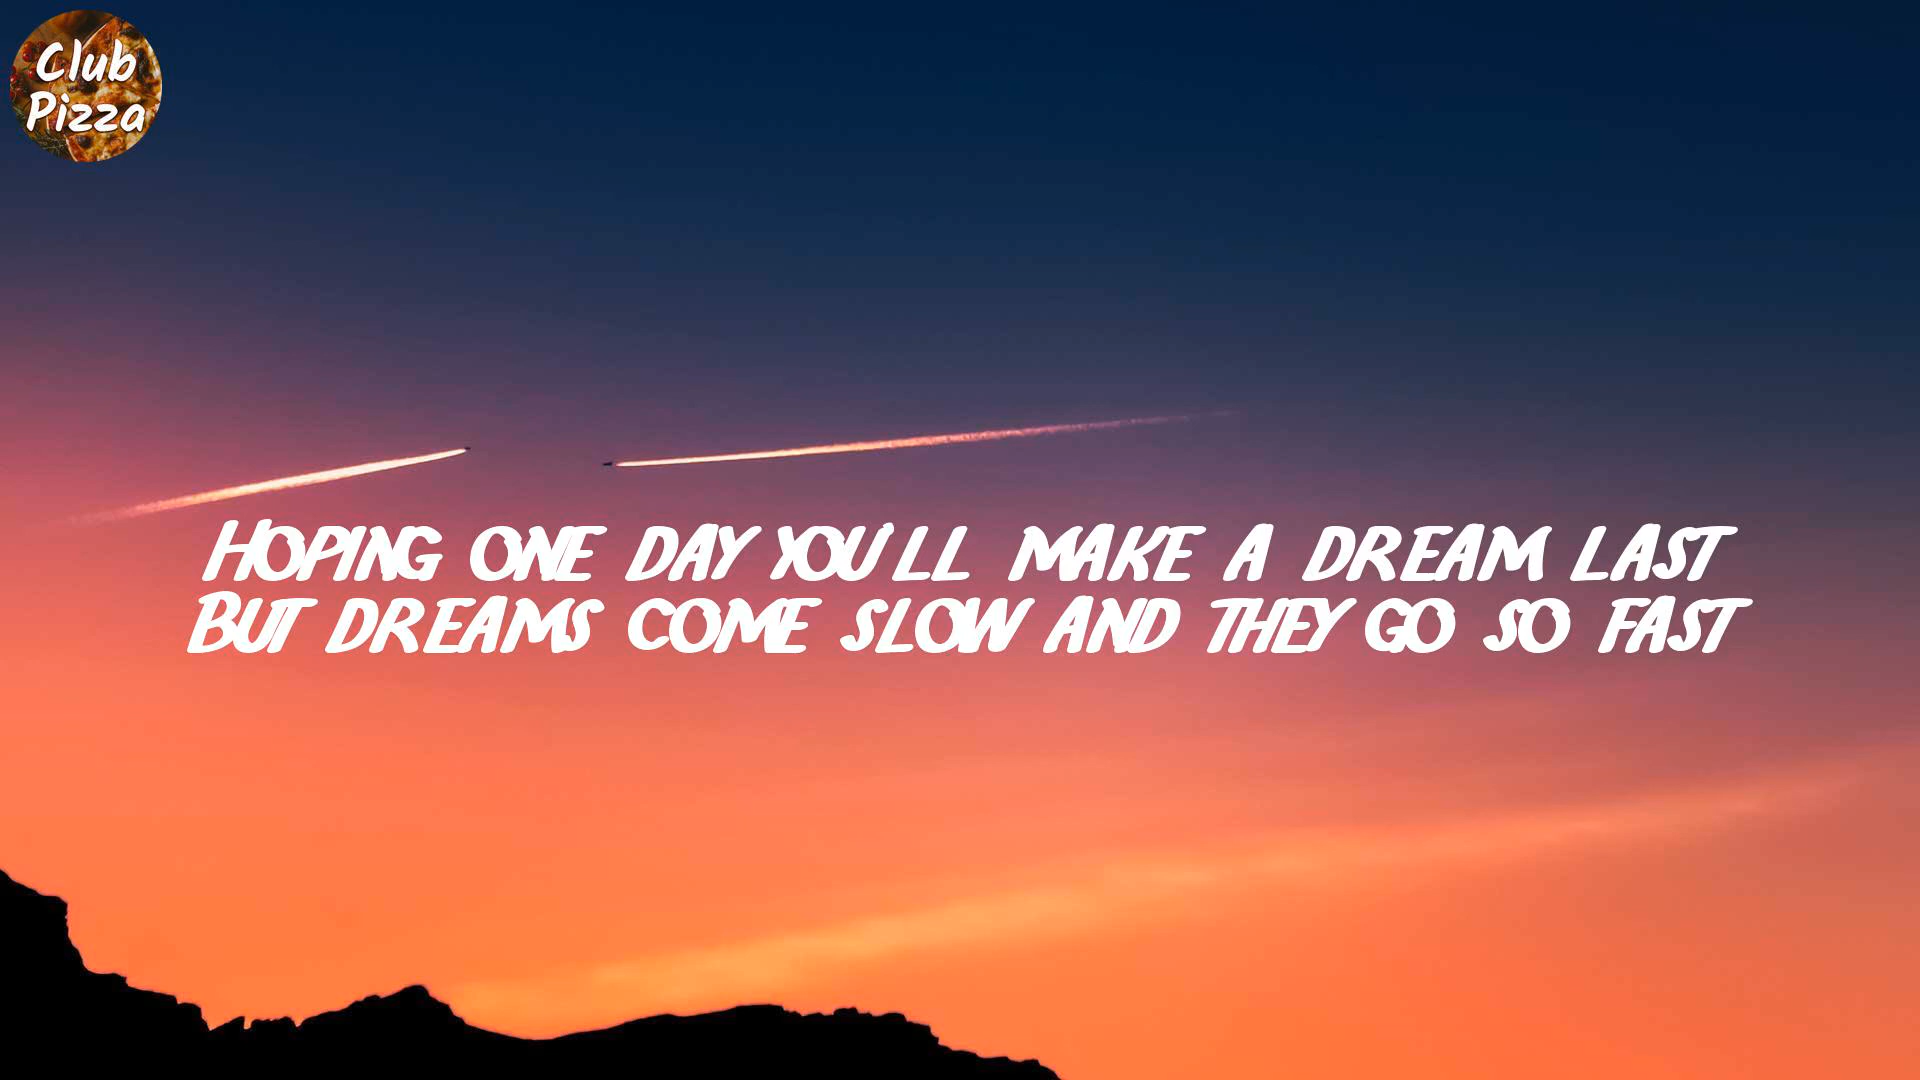 Club
Pizza
HOPING ONE DAY YOU'LL MAKE A DREAM LAST
BUT DREAMS COME SLOW AND THEY GO SO FAST